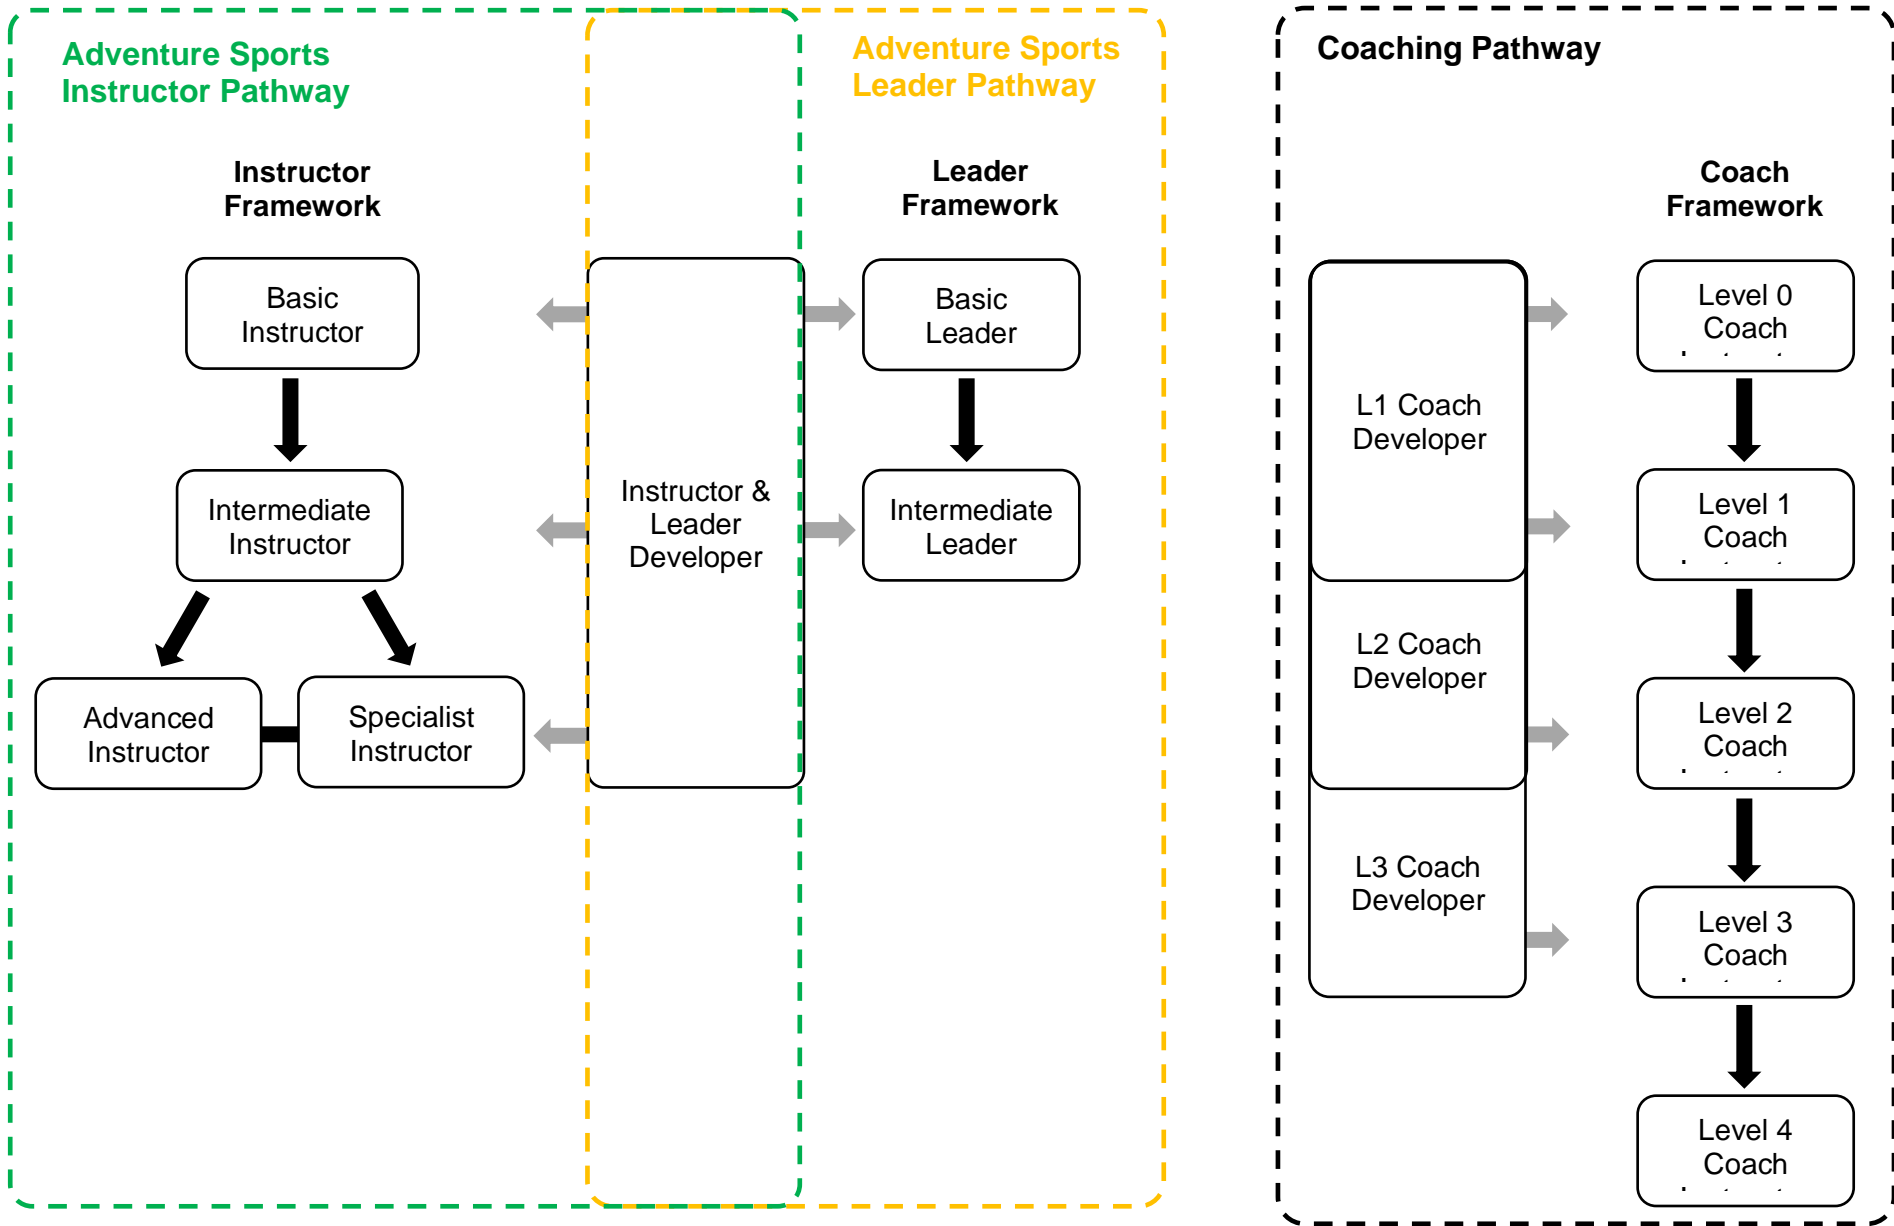 Adventure Sports
Instructor Pathway
Adventure Sports
Leader Pathway
Coaching Pathway
Instructor
Framework
Leader
Framework
Coach
Framework
Basic
Instructor
Intermediate
Instructor
Advanced
Instructor
Specialist
Instructor
Instructor &
Leader
Developer
Basic
Leader
Intermediate
Leader
L1 Coach
Developer
L2 Coach
Developer
L3 Coach
Developer
Level 0
Coach
Level 1
Coach
Level 2
Coach
Level 3
Coach
Level 4
Coach